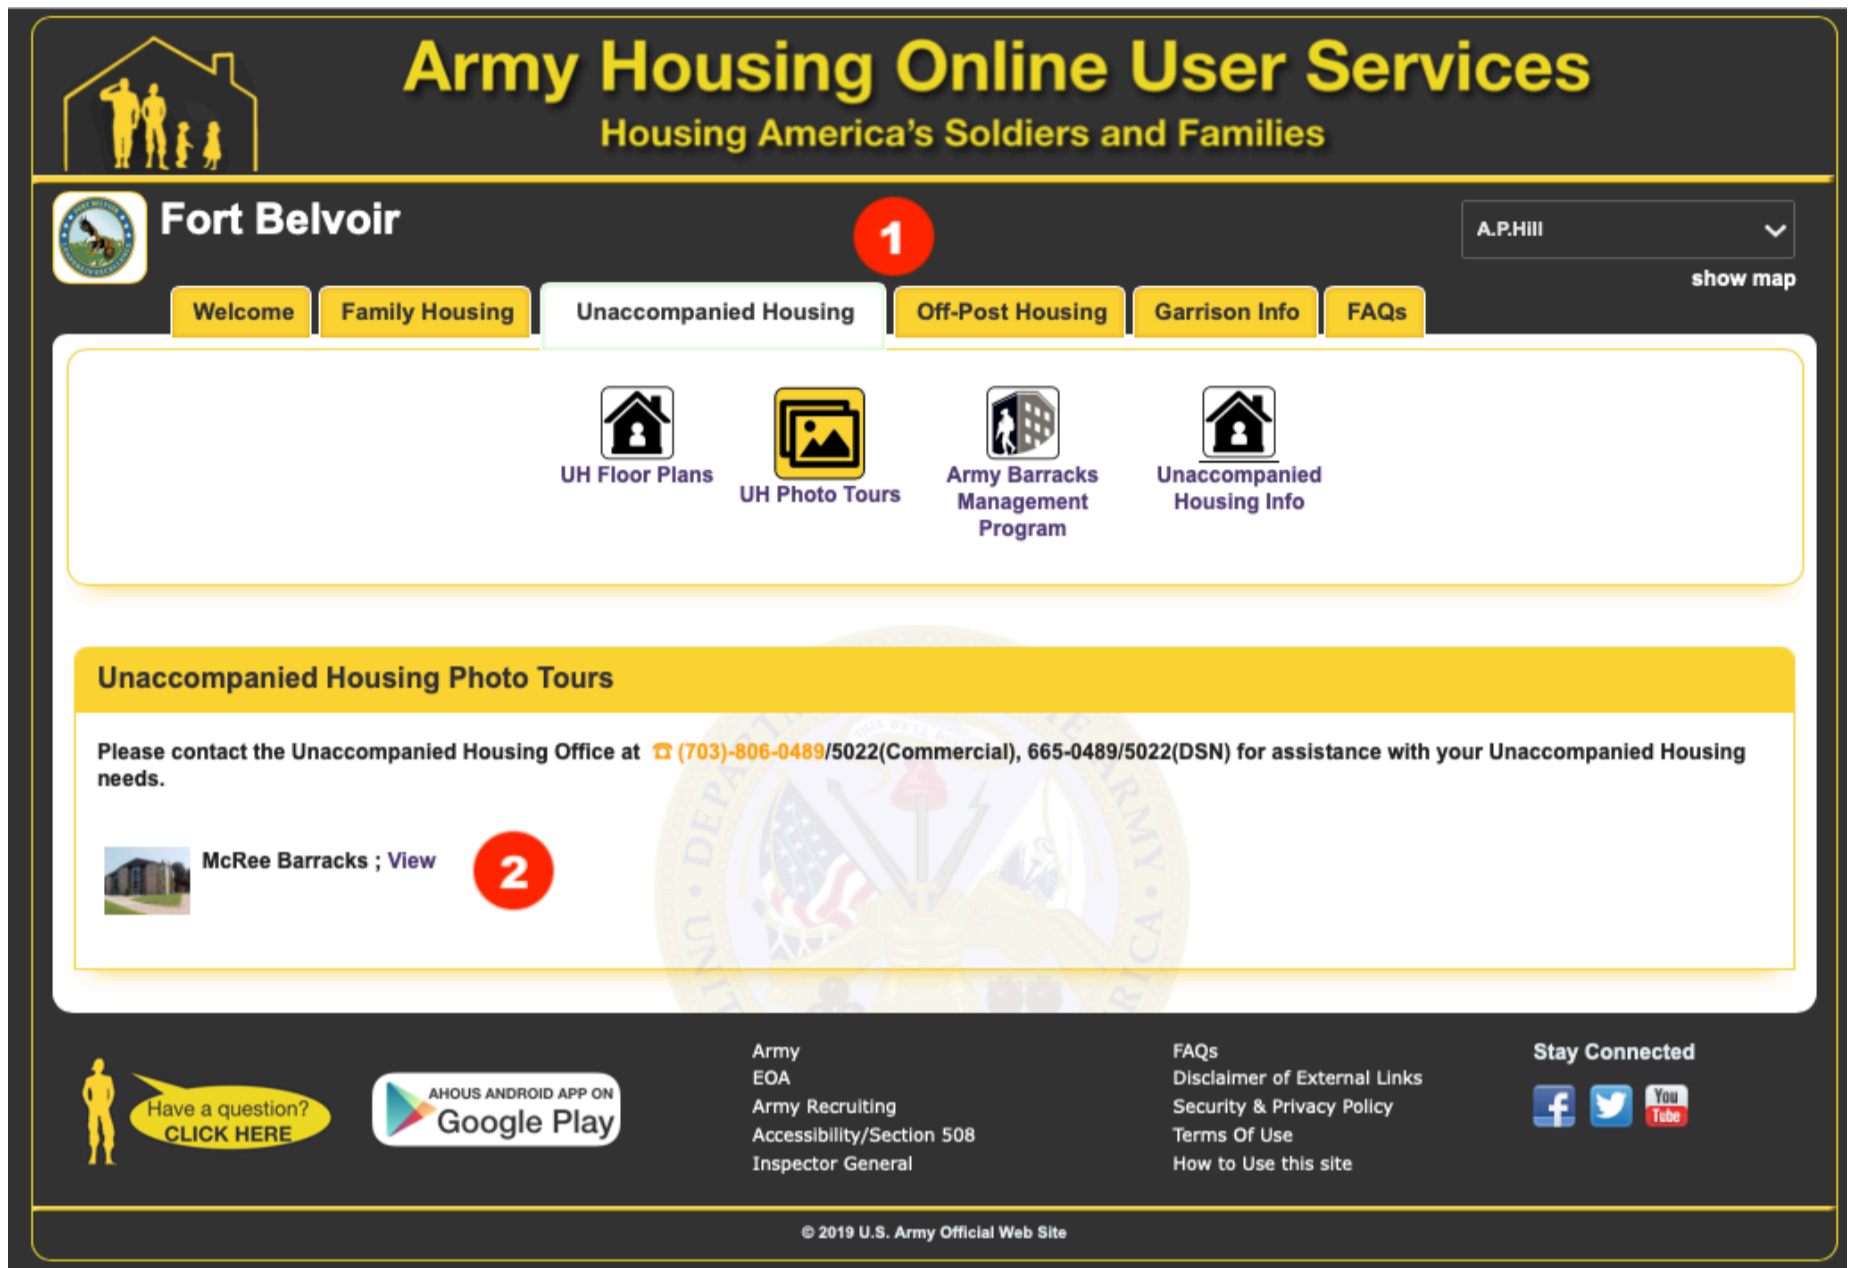 Army Housing Online User Services
Housing America's Soldiers and Families
Fort Belvoir
1
A.P.Hill
show map
Welcome
Family Housing
Unaccompanied Housing
Off-Post Housing
Garrison Info
FAQs
UH Floor Plans
UH Photo Tours
Army Barracks
Management
Program
Unaccompanied
Housing Info
Unaccompanied Housing Photo Tours
Please contact the Unaccompanied Housing Office at (703)-806-0489/5022(Commercial), 665-0489/5022(DSN) for assistance with your Unaccompanied Housing
needs.
McRee Barracks ; View
2
Have a question?
CLICK HERE
AHOUS ANDROID APP ON
Google Play
Army
EOA
Army Recruiting
Accessibility/Section 508
Inspector General
FAQs
Disclaimer of External Links
Security & Privacy Policy
Terms Of Use
How to Use this site
Stay Connected
You
Tube
© 2019 U.S. Army Official Web Site